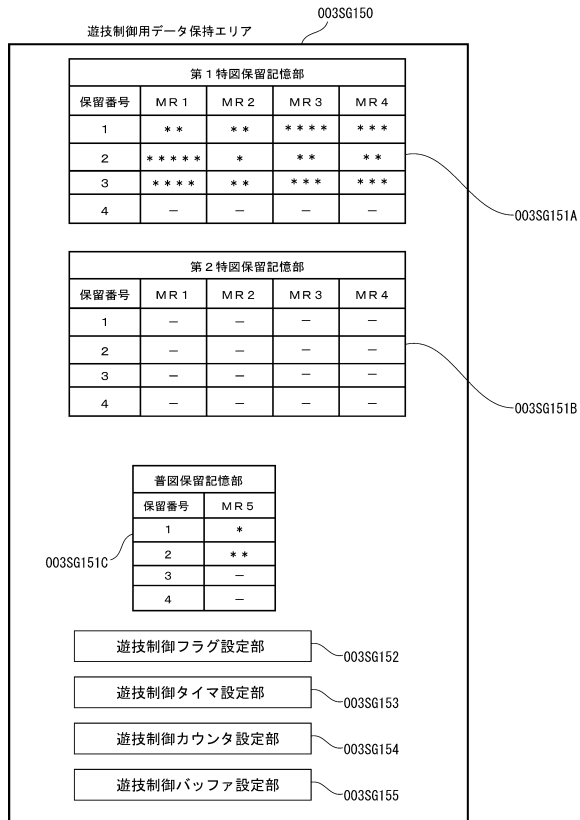 003SG150
遊技制御用データ保持エリア
第１特図保留記憶部
保留番号 ＭＲ１ ＭＲ２ ＭＲ３ ＭＲ４
1 ** ** **** ***
2 ***** * ** **
3 **** ** *** ***
4 － － － －
003SG151A
第２特図保留記憶部
保留番号 ＭＲ１ ＭＲ２ ＭＲ３ ＭＲ４
1 － － － －
2 － － － －
3 － － － －
4 － － － －
003SG151B
普図保留記憶部
保留番号 ＭＲ５
1 *
2 **
3 －
4 －
003SG151C
遊技制御フラグ設定部
003SG152
遊技制御タイマ設定部
003SG153
遊技制御カウンタ設定部
003SG154
遊技制御バッファ設定部
003SG155